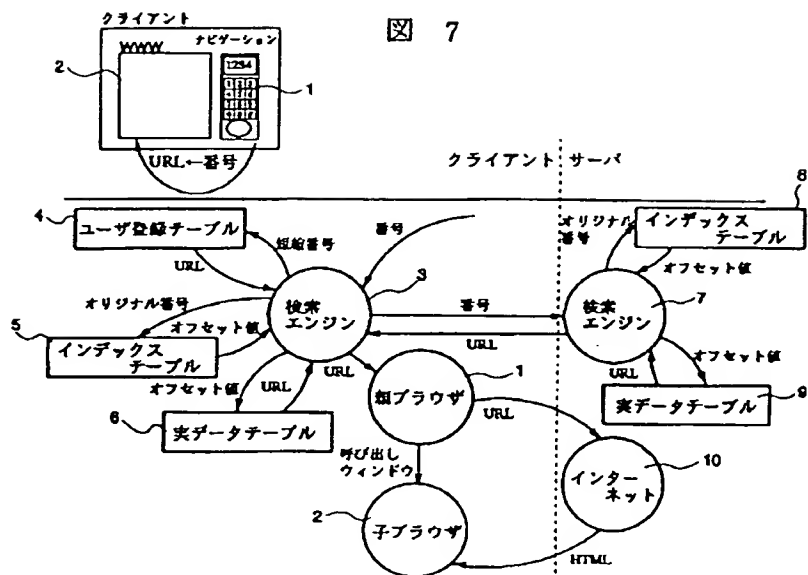 クライアント
図 7
ナビゲーション
WWW
2
1234
1
URL←番号
クライアント
サーバ
8
4
ユーザ登録テーブル
短縮番号
番号
オリジナル
番号
インデックス
テーブル
URL
オフセット値
3
オリジナル番号
検索
エンジン
番号
検索
エンジン
7
5
オフセット値
URL
インデックス
テーブル
オフセット値
URL
URL
1
URL
オフセット値
6
実データテーブル
親ブラウザ
URL
実データテーブル
9
呼び出し
ウィンドウ
10
インター
ネット
2
子ブラウザ
HTML